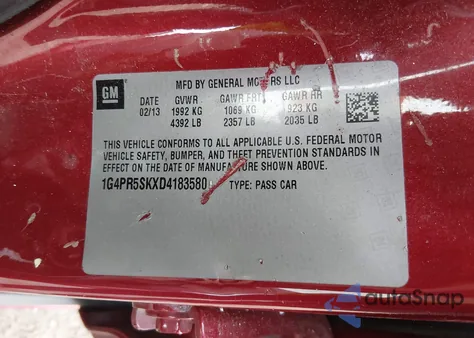 GM
MFD BY GENERAL MOTORS LLC
DATE GVWR GAWR FRT GAWR RR
02/13 1992 KG 1069 KG 923 KG
4392 LB 2357 LB 2035 LB
CONFORMS TO ALL APPLICABLE U.S. FEDERAL MOTOR
VEHICLE SAFETY, BUMPER, AND THEFT PREVENTION STANDARDS IN
EFFECT ON THE DATE OF MANUFACTURE SHOWN ABOVE.
1G4PR5SKXD4183580 TYPE: PASS CAR
autoSnap